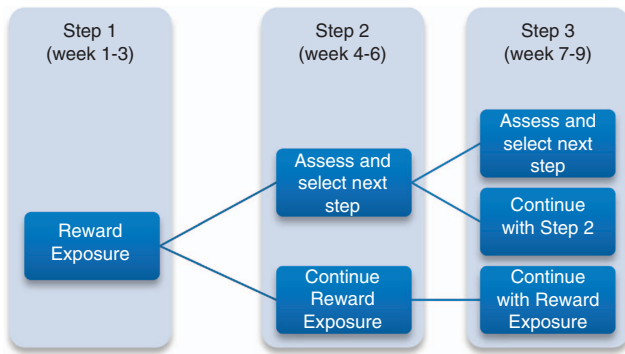 Step 1
(week 1-3)
Step 2
(week 4-6)
Step 3
(week 7-9)
Reward
Exposure
Assess and
select next
step
Continue
Reward
Exposure
Assess and
select next
step
Continue
with Step 2
Continue
with Reward
Exposure